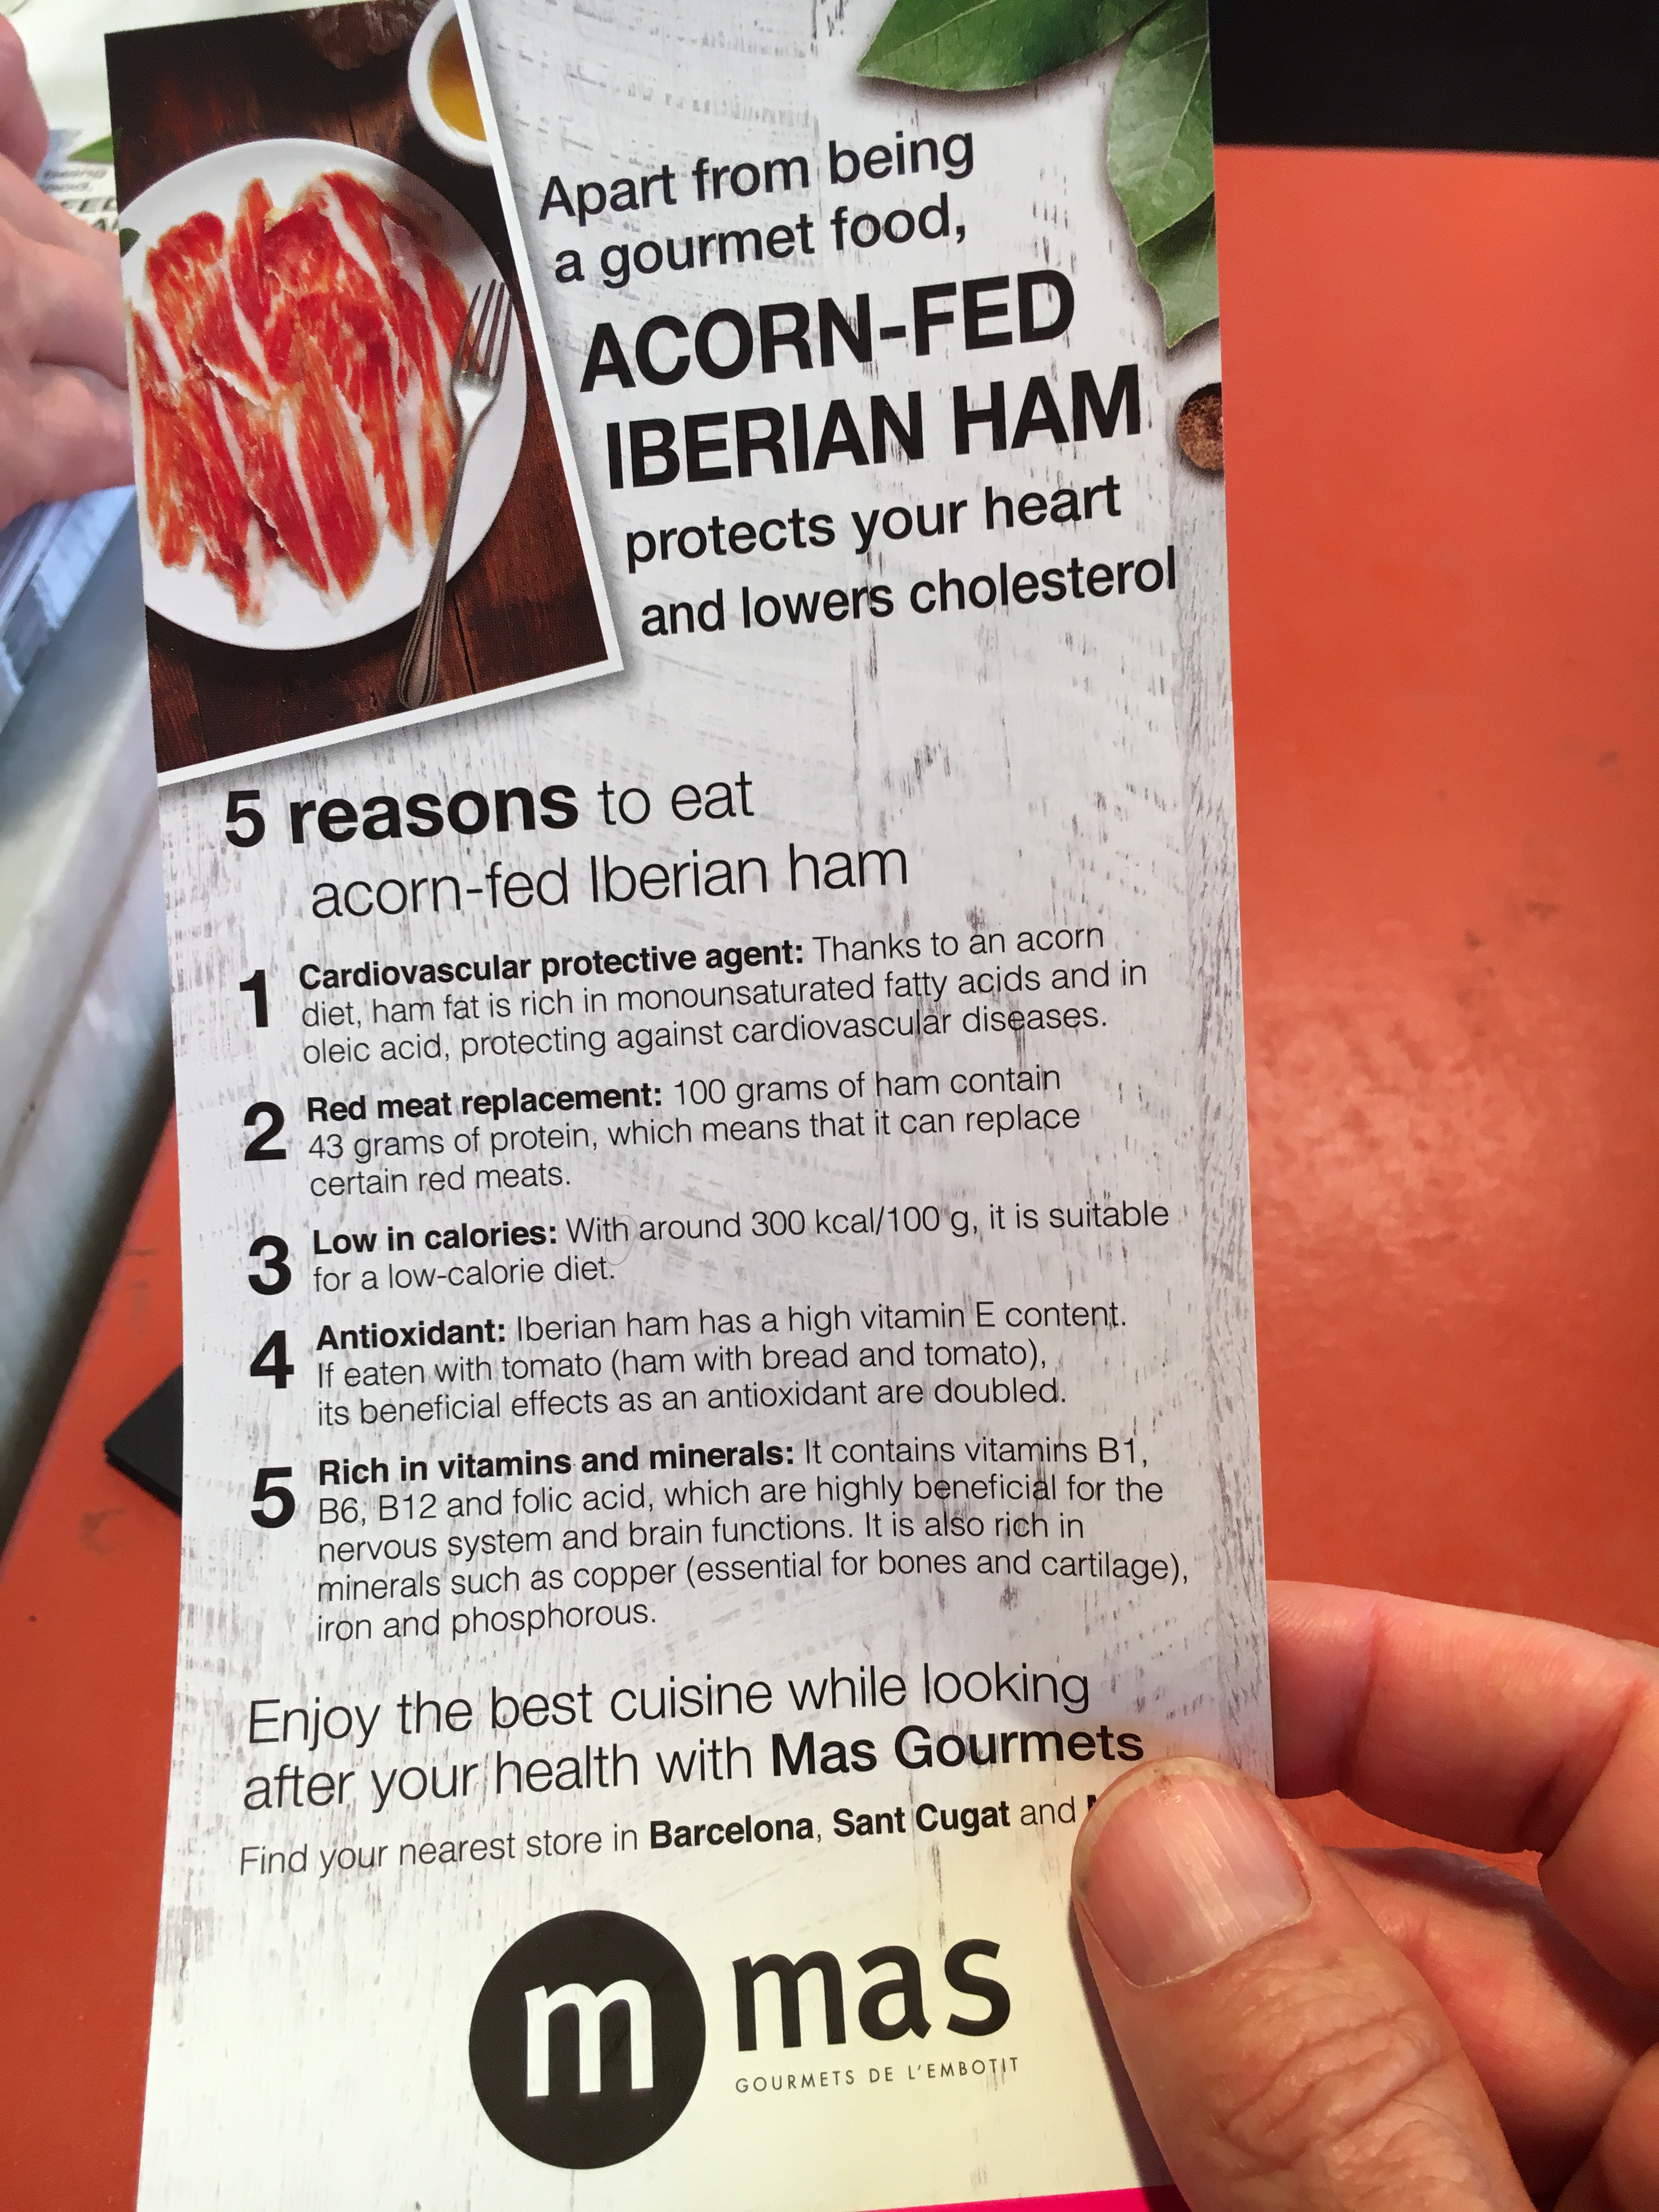 Apart from being
a gourmet food,
ACORN-FED
IBERIAN HAM
protects your heart
and lowers cholesterol
5 reasons to eat
acorn-fed Iberian ham
1 Cardiovascular protective agent: Thanks to an acorn
diet, ham fat is rich in monounsaturated fatty acids and in
oleic acid, protecting against cardiovascular diseases.
2 Red meat replacement: 100 grams of ham contain
43 grams of protein, which means that it can replace
certain red meats.
3 Low in calories: With around 300 kcal/100 g, it is suitable
for a low-calorie diet.
4 Antioxidant: Iberian ham has a high vitamin E content.
If eaten with tomato (ham with bread and tomato),
its beneficial effects as an antioxidant are doubled.
5 Rich in vitamins and minerals: It contains vitamins B1,
B6, B12 and folic acid, which are highly beneficial for the
nervous system and brain functions. It is also rich in
minerals such as copper (essential for bones and cartilage),
iron and phosphorous.
Enjoy the best cuisine while looking
after your health with Mas Gourmets
Find your nearest store in Barcelona, Sant Cugat and
m mas
GOURMETS DE L'EMBOTIT